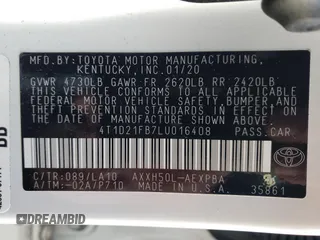 MFD. BY: TOYOTA MOTOR MANUFACTURING,
KENTUCKY, INC. 01/20
GVWR 4730LB GAWR FR 2620LB RR 2420LB
THIS VEHICLE CONFORMS TO ALL APPLICABLE
FEDERAL MOTOR VEHICLE SAFETY, BUMPER, AND
THEFT PREVENTION STANDARDS IN EFFECT ON
THE DATE OF MANUFACTURE SHOWN ABOVE.
4T1D21FB7LU016408
PASS. CAR
C/TR:089/LA10 AXXH50L-AEXPBA
A/TM:-02A/P710 MADE IN U.S.A.
35861
TOYOTA
RIDERBID